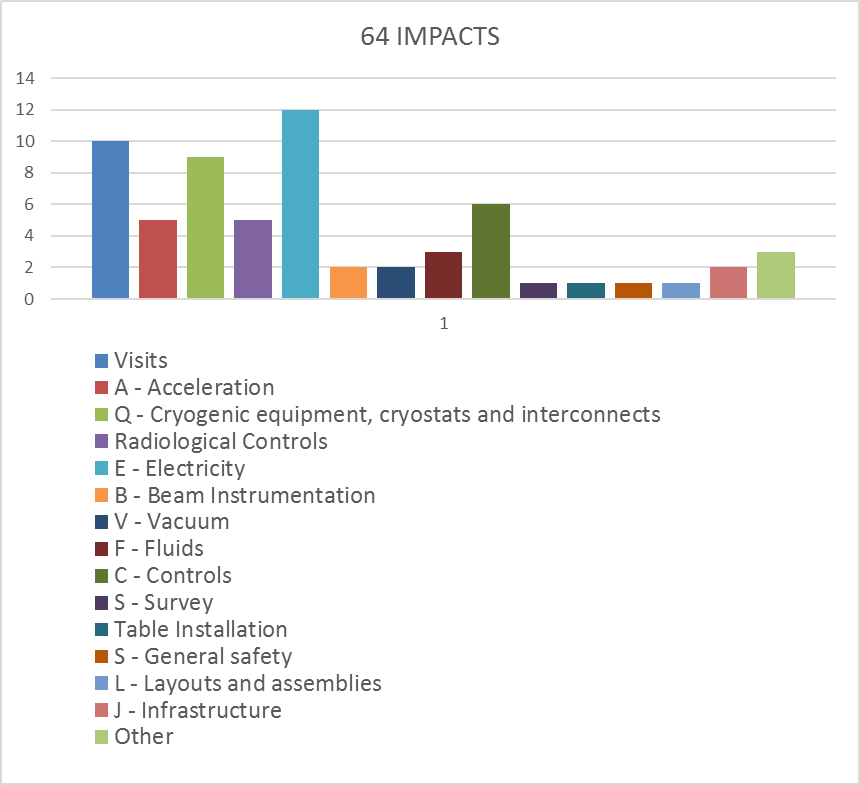 64 IMPACTS
14
12
10
8
6
4
2
0
1
Visits
A - Acceleration
Q - Cryogenic equipment, cryostats and interconnects
Radiological Controls
E - Electricity
B - Beam Instrumentation
V - Vacuum
F - Fluids
C - Controls
S - Survey
Table Installation
S - General safety
L - Layouts and assemblies
J - Infrastructure
Other